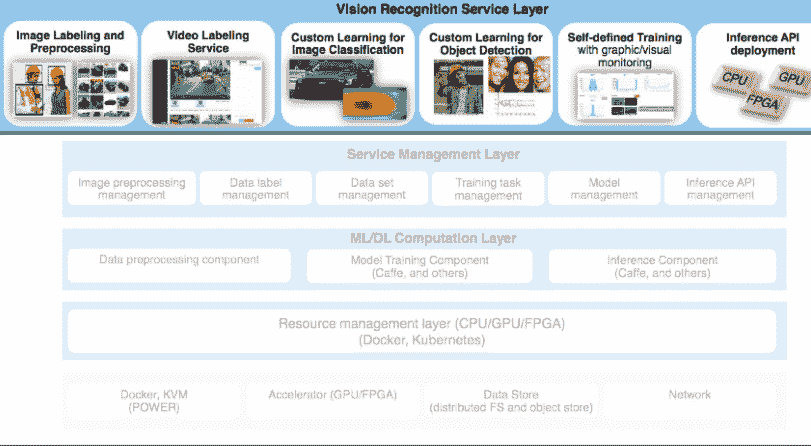 Vision Recognition Service Layer
Image Labeling and
Preprocessing
Video Labeling
Service
Custom Learning for
Image Classification
Custom Learning for
Object Detection
Self-defined Training
with graphic/visual
monitoring
Inference API
deployment
CPU
GPU
FPGA
Service Management Layer
Image preprocessing
management
Data label
management
Data set
management
Training task
management
Model
management
Inference API
management
ML/DL Computation Layer
Data preprocessing component
Model Training Component
(Caffe, and others)
Inference Component
(Caffe, and others)
Resource management layer (CPU/GPU/FPGA)
(Docker, Kubernetes)
Docker, KVM
(POWER)
Accelerator (GPU/FPGA)
Data Store
(distributed FS and object store)
Network